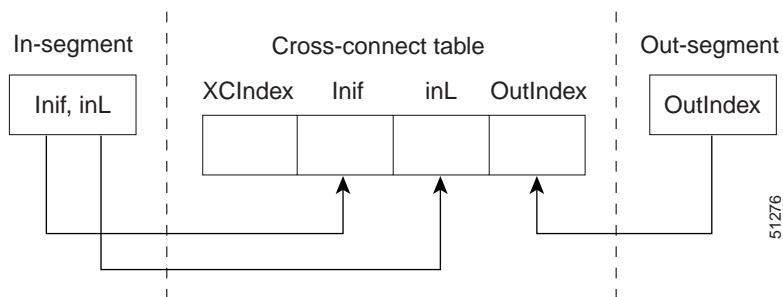 In-segment
Cross-connect table
Out-segment
XCIndex Inif inL OutIndex
Inif, inL
OutIndex
51276